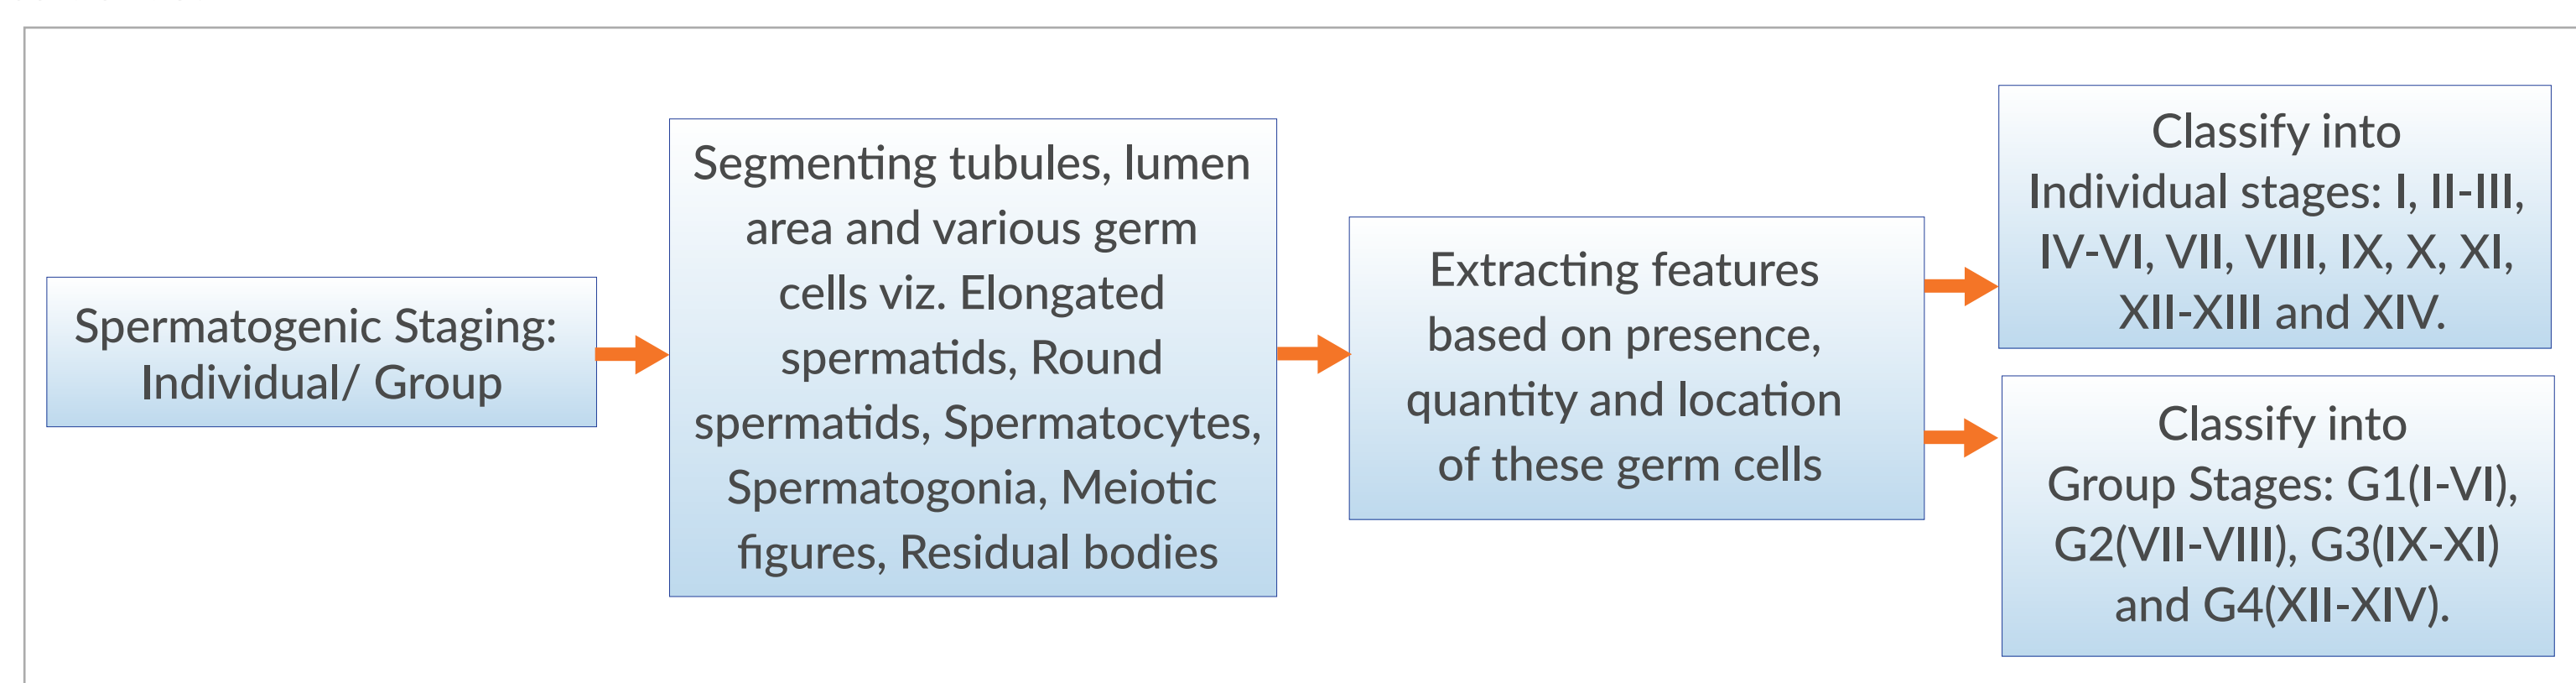 Spermatogenic Staging:
Individual/ Group
Segmenting tubules, lumen
area and various germ
cells viz. Elongated
spermatids, Round
spermatids, Spermatocytes,
Spermatogonia, Meiotic
figures, Residual bodies
Extracting features
based on presence,
quantity and location
of these germ cells
Classify into
Individual stages: I, II-III,
IV-VI, VII, VIII, IX, X, XI,
XII-XIII and XIV.
Classify into
Group Stages: G1(I-VI),
G2(VII-VIII), G3(IX-XI)
and G4(XII-XIV).